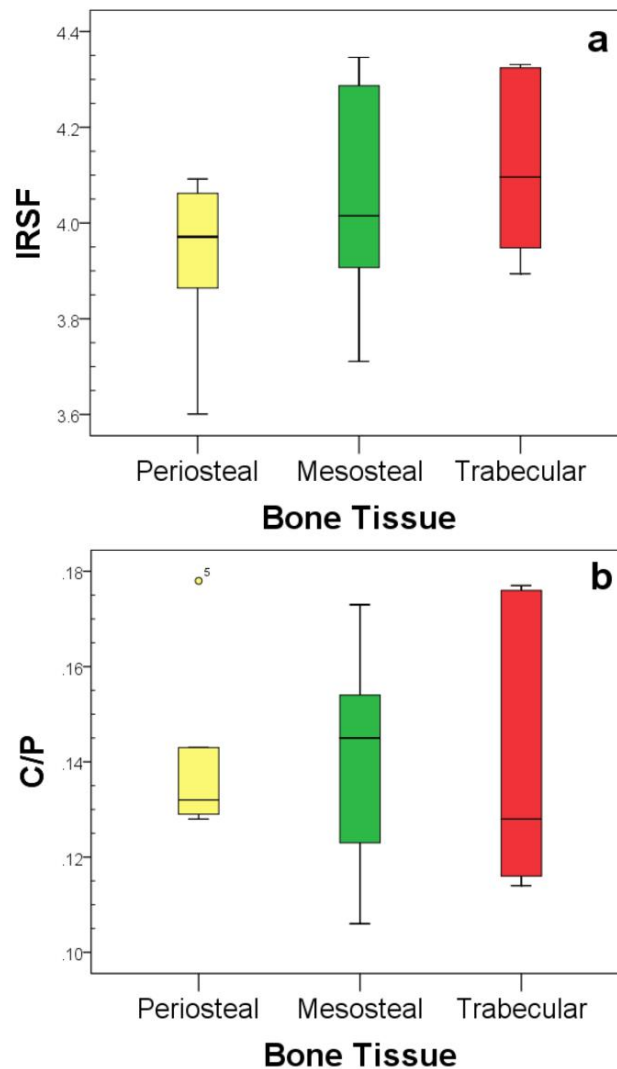 a
IRSF
4.4
4.2
4.0
3.8
3.6
Periosteal Mesosteal Trabecular
Bone Tissue
b
C/P
.18
5
.16
.14
.12
.10
Periosteal Mesosteal Trabecular
Bone Tissue